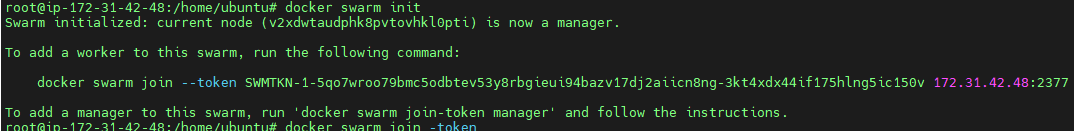 root@ip-172-31-42-48:/home/ubuntu# docker swarm init
Swarm initialized: current node (v2xdwtaudphk8pvtovhkl0pti) is now a manager.
To add a worker to this swarm, run the following command:
docker swarm join --token SWMTKN-1-5qo7wroo79bmc5odbtev53y8rbgieui94bazv17dj2aiicn8ng-3kt4xdx44if175hlng5ic150v 172.31.42.48:2377
To add a manager to this swarm, run 'docker swarm join-token manager' and follow the instructions.
root@ip-172-31-42-48:/home/ubuntu# docker swarm join -token